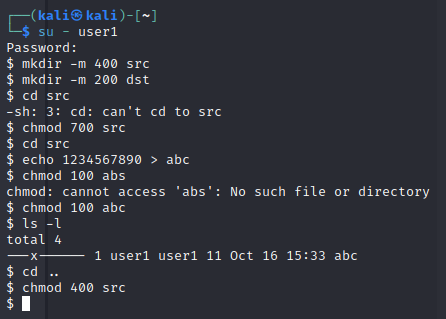 ┌──(kali㉿kali)-[~]
└─$ su - user1
Password:
$ mkdir -m 400 src
$ mkdir -m 200 dst
$ cd src
-sh: 3: cd: can't cd to src
$ chmod 700 src
$ cd src
$ echo 1234567890 > abc
$ chmod 100 abs
chmod: cannot access 'abs': No such file or directory
$ chmod 100 abc
$ ls -l
total 4
---x------ 1 user1 user1 11 Oct 16 15:33 abc
$ cd ..
$ chmod 400 src
$